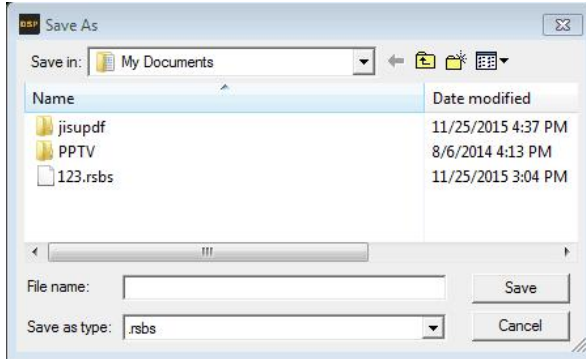 DSP Save As
Save in: My Documents
Name Date modified
jisupdf 11/25/2015 4:37 PM
PPTV 8/6/2014 4:13 PM
123.rsbs 11/25/2015 3:04 PM
File name: Save
Save as type: .rsbs Cancel